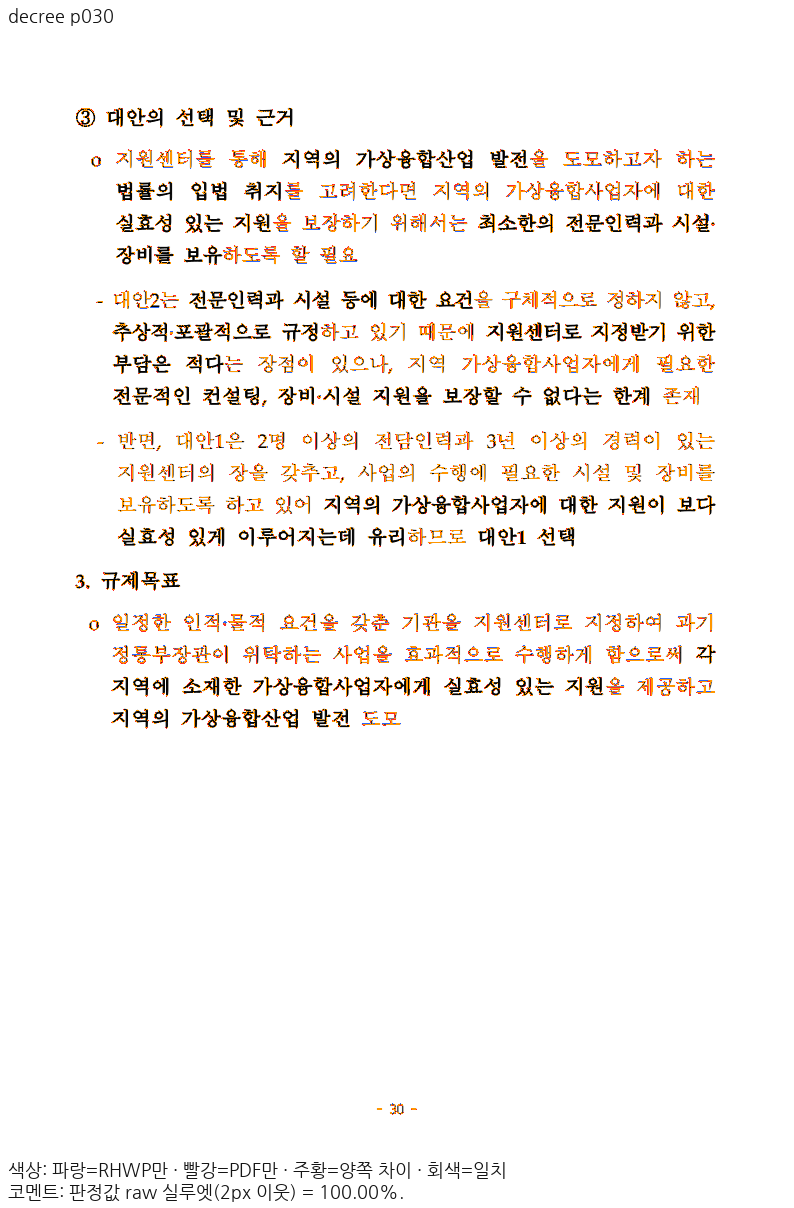 decree p030
③ 대안의 선택 및 근거
o 지원센터를 통해 지역의 가상융합산업 발전을 도모하고자 하는
법률의 입법 취지를 고려한다면 지역의 가상융합사업자에 대한
실효성 있는 지원을 보장하기 위해서는 최소한의 전문인력과 시설·
장비를 보유하도록 할 필요
- 대안2는 전문인력과 시설 등에 대한 요건을 구체적으로 정하지 않고,
추상적·포괄적으로 규정하고 있기 때문에 지원센터로 지정받기 위한
부담은 적다는 장점이 있으나, 지역 가상융합사업자에게 필요한
전문적인 컨설팅, 장비·시설 지원을 보장할 수 없다는 한계 존재
- 반면, 대안1은 2명 이상의 전담인력과 3년 이상의 경력이 있는
지원센터의 장을 갖추고, 사업의 수행에 필요한 시설 및 장비를
보유하도록 하고 있어 지역의 가상융합사업자에 대한 지원이 보다
실효성 있게 이루어지는데 유리하므로 대안1 선택
3. 규제목표
o 일정한 인적·물적 요건을 갖춘 기관을 지원센터로 지정하여 과기
정통부장관이 위탁하는 사업을 효과적으로 수행하게 함으로써 각
지역에 소재한 가상융합사업자에게 실효성 있는 지원을 제공하고
지역의 가상융합산업 발전 도모
- 30 -
색상: 파랑=RHWP만 · 빨강=PDF만 · 주황=양쪽 차이 · 회색=일치
코멘트: 판정값 raw 실루엣(2px 이웃) = 100.00%.